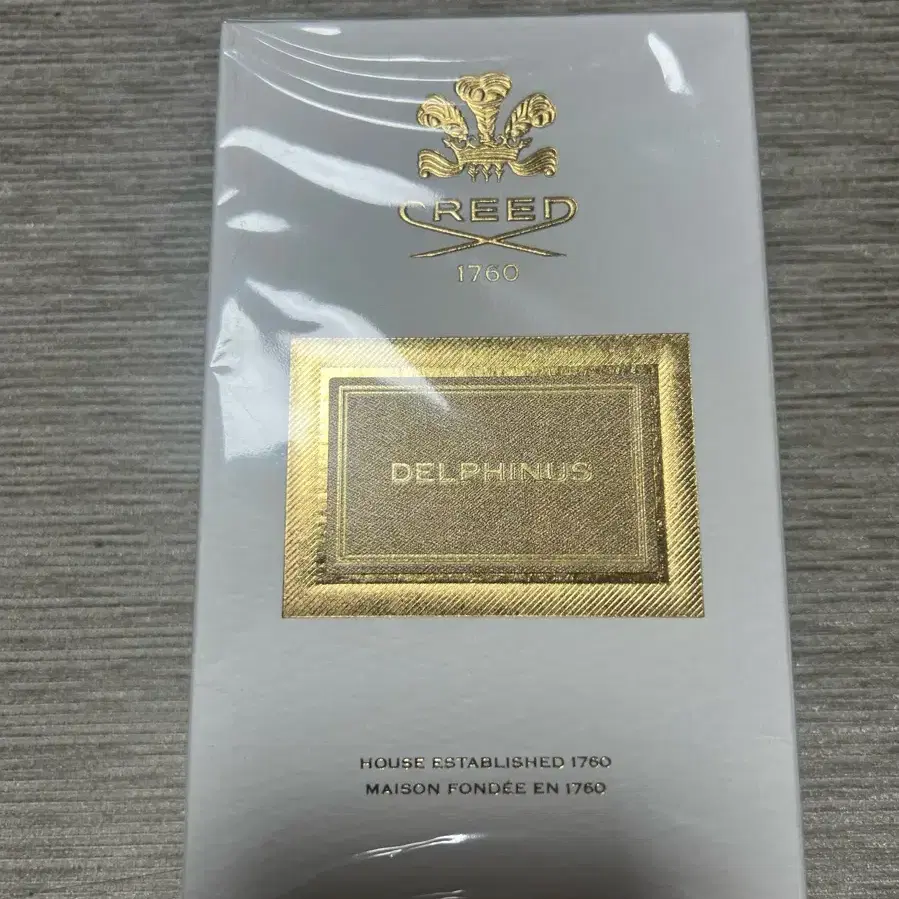 CREED
1760
DELPHINUS
HOUSE ESTABLISHED 1760
MAISON FONDÉE EN 1760